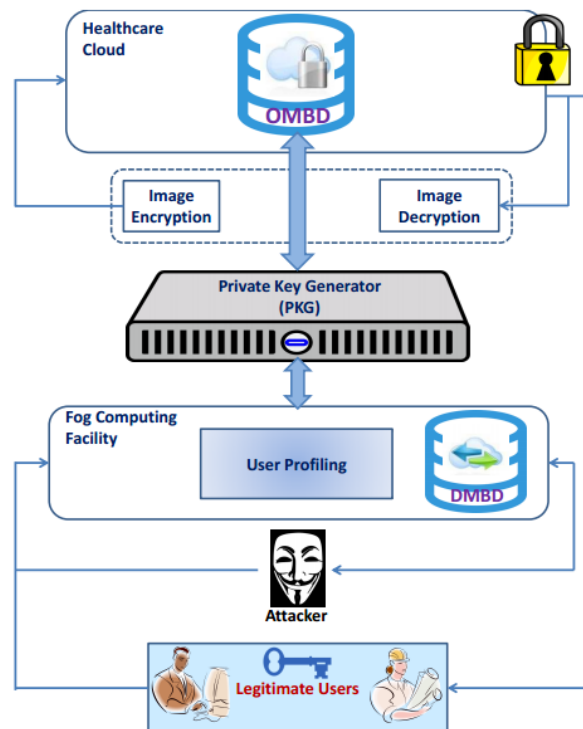 Healthcare
Cloud
OMBD
Image
Encryption
Image
Decryption
Private Key Generator
(PKG)
Fog Computing
Facility
User Profiling
DMBD
Attacker
Legitimate Users